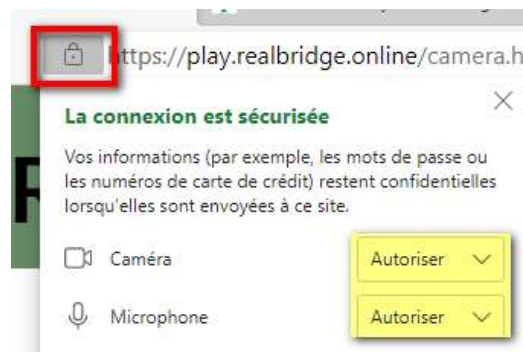 https://play.realbridge.online/camera.h
La connexion est sécurisée
Vos informations (par exemple, les mots de passe ou
les numéros de carte de crédit) restent confidentielles
lorsqu'elles sont envoyées à ce site.
Caméra Autoriser
Microphone Autoriser